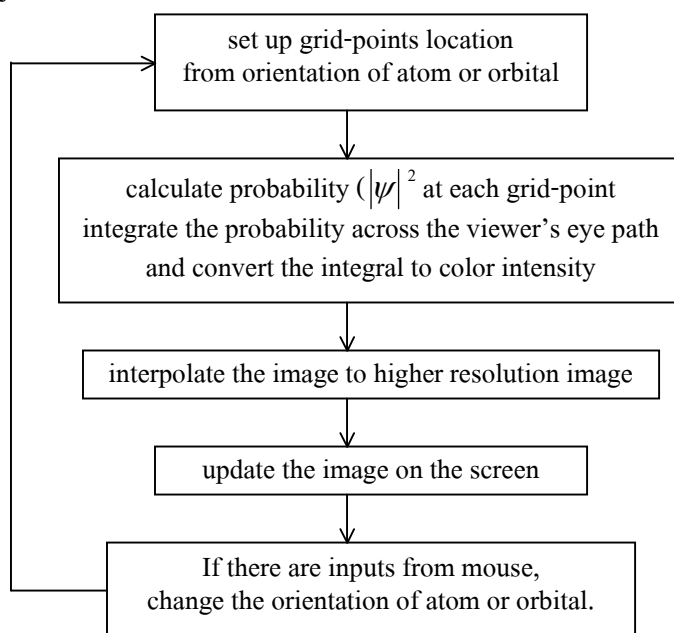 set up grid-points location
from orientation of atom or orbital
calculate probability (|ψ|² at each grid-point
integrate the probability across the viewer's eye path
and convert the integral to color intensity
interpolate the image to higher resolution image
update the image on the screen
If there are inputs from mouse,
change the orientation of atom or orbital.